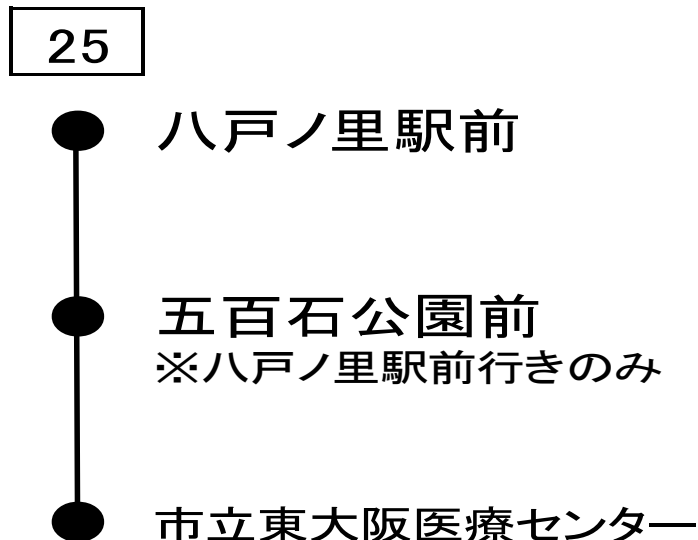 25
八戸ノ里駅前
五百石公園前
※八戸ノ里駅前行きのみ
市立東大阪医療センター